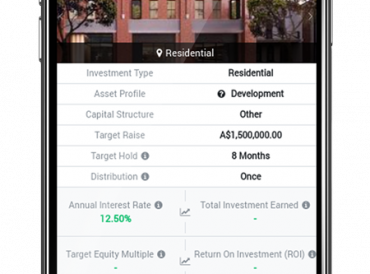 Residential
Investment Type Residential
Asset Profile Development
Capital Structure Other
Target Raise A$1,500,000.00
Target Hold 8 Months
Distribution Once
Annual Interest Rate Total Investment Earned
12.50% -
Target Equity Multiple Return On Investment (ROI)
- -